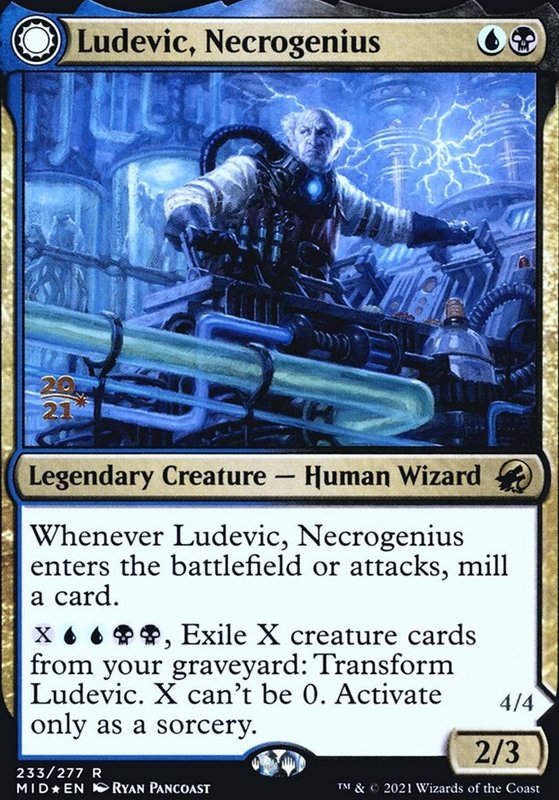 Ludevic, Necrogenius
20
21
Legendary Creature — Human Wizard
Whenever Ludevic, Necrogenius
enters the battlefield or attacks, mill
a card.
X, Exile X creature cards
from your graveyard: Transform
Ludevic. X can't be 0. Activate
only as a sorcery.
4/4
2/3
233/277 R
MID★EN Ryan Pancoast
™ & © 2021 Wizards of the Coast